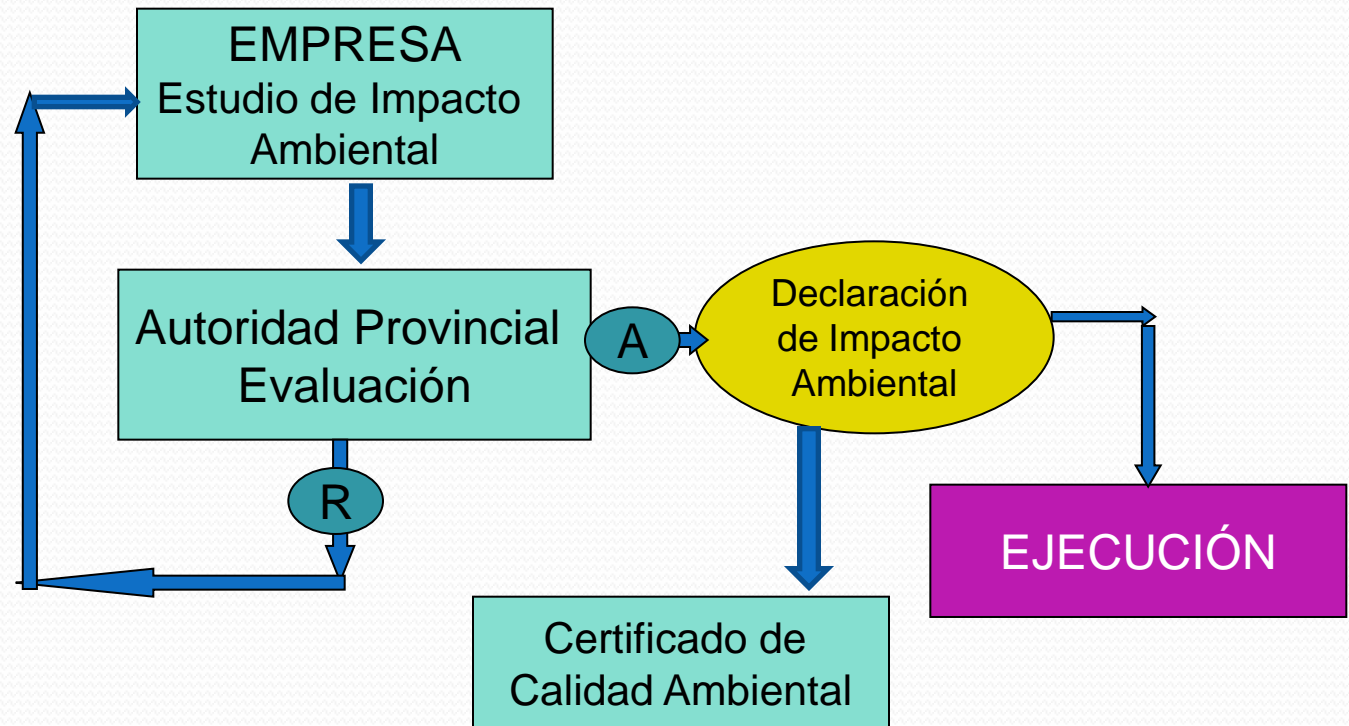 EMPRESA
Estudio de Impacto
Ambiental
Autoridad Provincial
Evaluación
A
Declaración
de Impacto
Ambiental
R
EJECUCIÓN
Certificado de
Calidad Ambiental